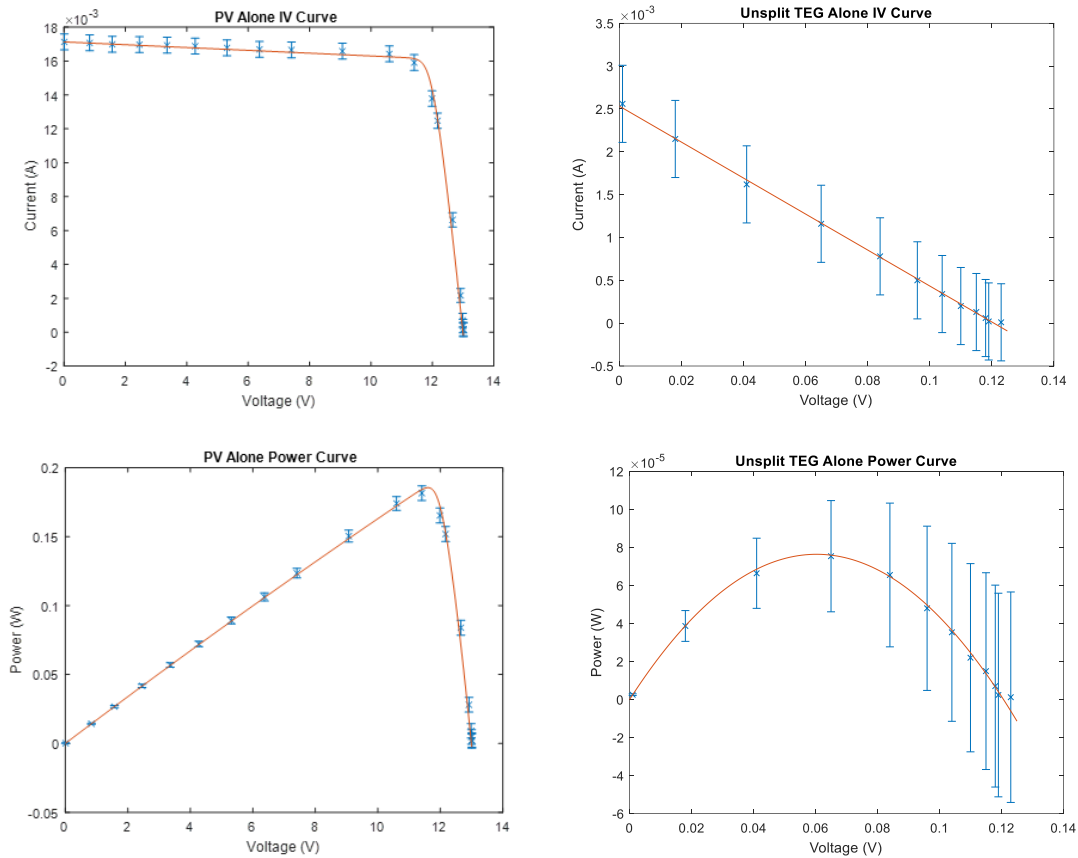 PV Alone IV Curve
×10⁻³
18
16
14
12
10
8
6
4
2
0
-2
Current (A)
0 2 4 6 8 10 12 14
Voltage (V)
Unsplit TEG Alone IV Curve
×10⁻³
3.5
3
2.5
2
1.5
1
0.5
0
-0.5
Current (A)
0 0.02 0.04 0.06 0.08 0.1 0.12 0.14
Voltage (V)
PV Alone Power Curve
0.2
0.15
0.1
0.05
0
-0.05
Power (W)
0 2 4 6 8 10 12 14
Voltage (V)
Unsplit TEG Alone Power Curve
×10⁻⁵
12
10
8
6
4
2
0
-2
-4
-6
Power (W)
0 0.02 0.04 0.06 0.08 0.1 0.12 0.14
Voltage (V)